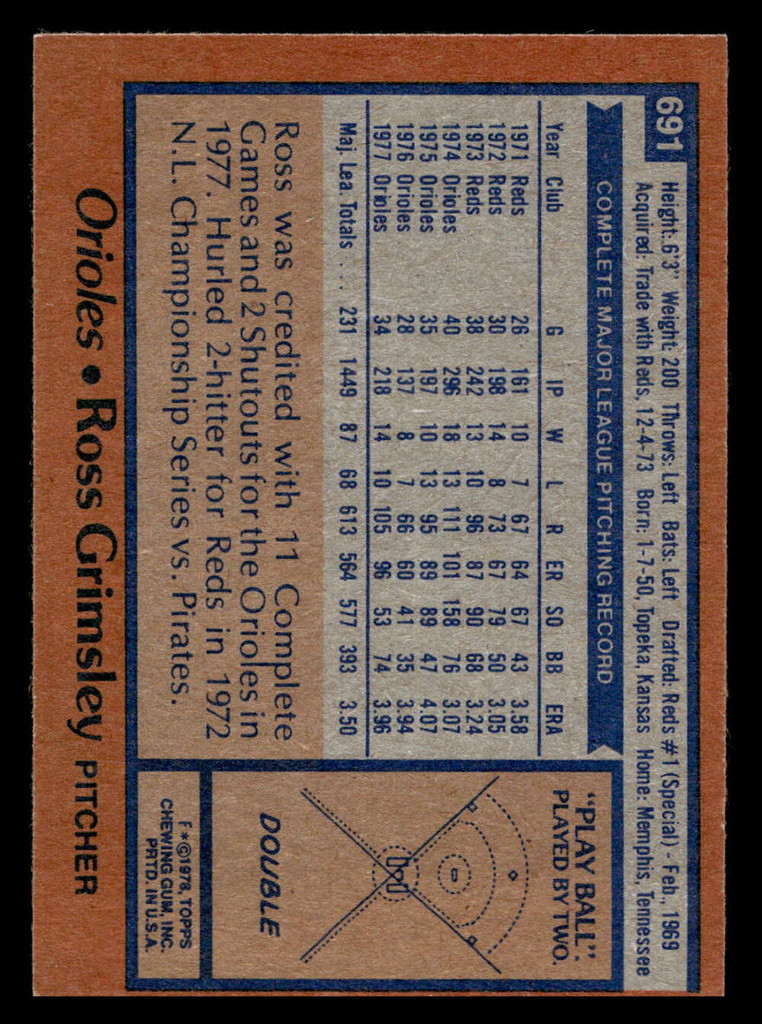 691
Height: 6'3" Weight: 200 Throws: Left Bats: Left Drafted: Reds #1 (Special) - Feb., 1969
Acquired: Trade with Reds, 12-4-73 Born: 1-7-50, Topeka, Kansas Home: Memphis, Tennessee
COMPLETE MAJOR LEAGUE PITCHING RECORD
Year Club G IP W L R ER SO BB ERA
1971 Reds 26 161 10 7 67 64 67 43 3.58
1972 Reds 30 198 14 8 73 67 79 50 3.05
1973 Reds 38 242 13 10 96 87 90 68 3.24
1974 Orioles 40 296 18 13 111 101 158 76 3.07
1975 Orioles 35 197 10 13 95 89 89 47 4.07
1976 Orioles 28 137 8 7 66 60 41 35 3.94
1977 Orioles 34 218 14 10 105 96 53 74 3.96
Maj. Lea. Totals .... 231 1449 87 68 613 564 577 393 3.50
Ross was credited with 11 Complete
Games and 2 Shutouts for the Orioles in
1977. Hurled 2-hitter for Reds in 1972
N.L. Championship Series vs. Pirates.
"PLAY BALL".
PLAYED BY TWO.
DOUBLE
F*©1978, TOPPS
CHEWING GUM, INC.
PRTD. IN U.S.A.
Orioles • Ross Grimsley PITCHER